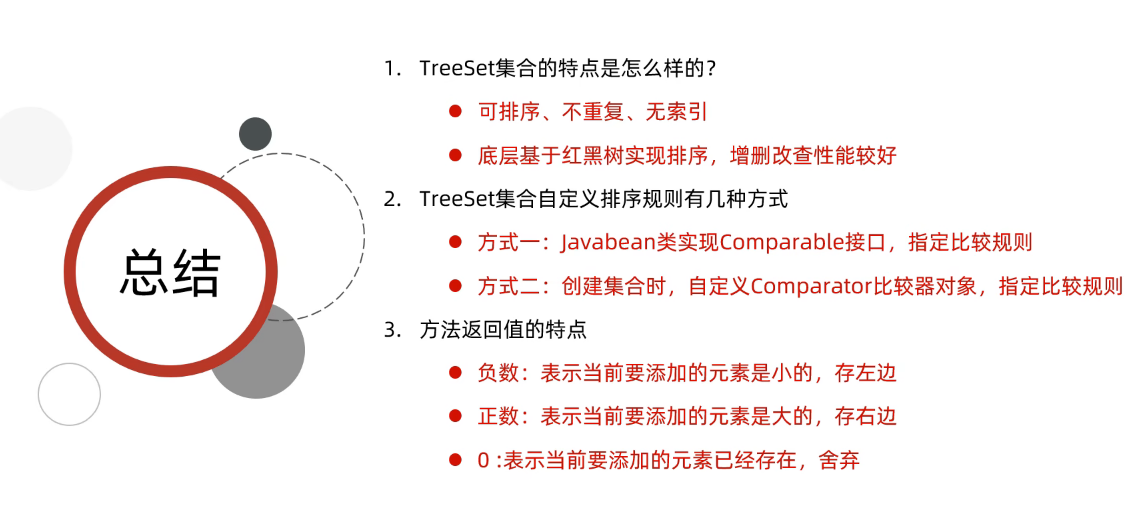 总结
1. TreeSet集合的特点是怎么样的？
可排序、不重复、无索引
底层基于红黑树实现排序，增删改查性能较好
2. TreeSet集合自定义排序规则有几种方式
方式一：Javabean类实现Comparable接口，指定比较规则
方式二：创建集合时，自定义Comparator比较器对象，指定比较规则
3. 方法返回值的特点
负数：表示当前要添加的元素是小的，存左边
正数：表示当前要添加的元素是大的，存右边
0 :表示当前要添加的元素已经存在，舍弃